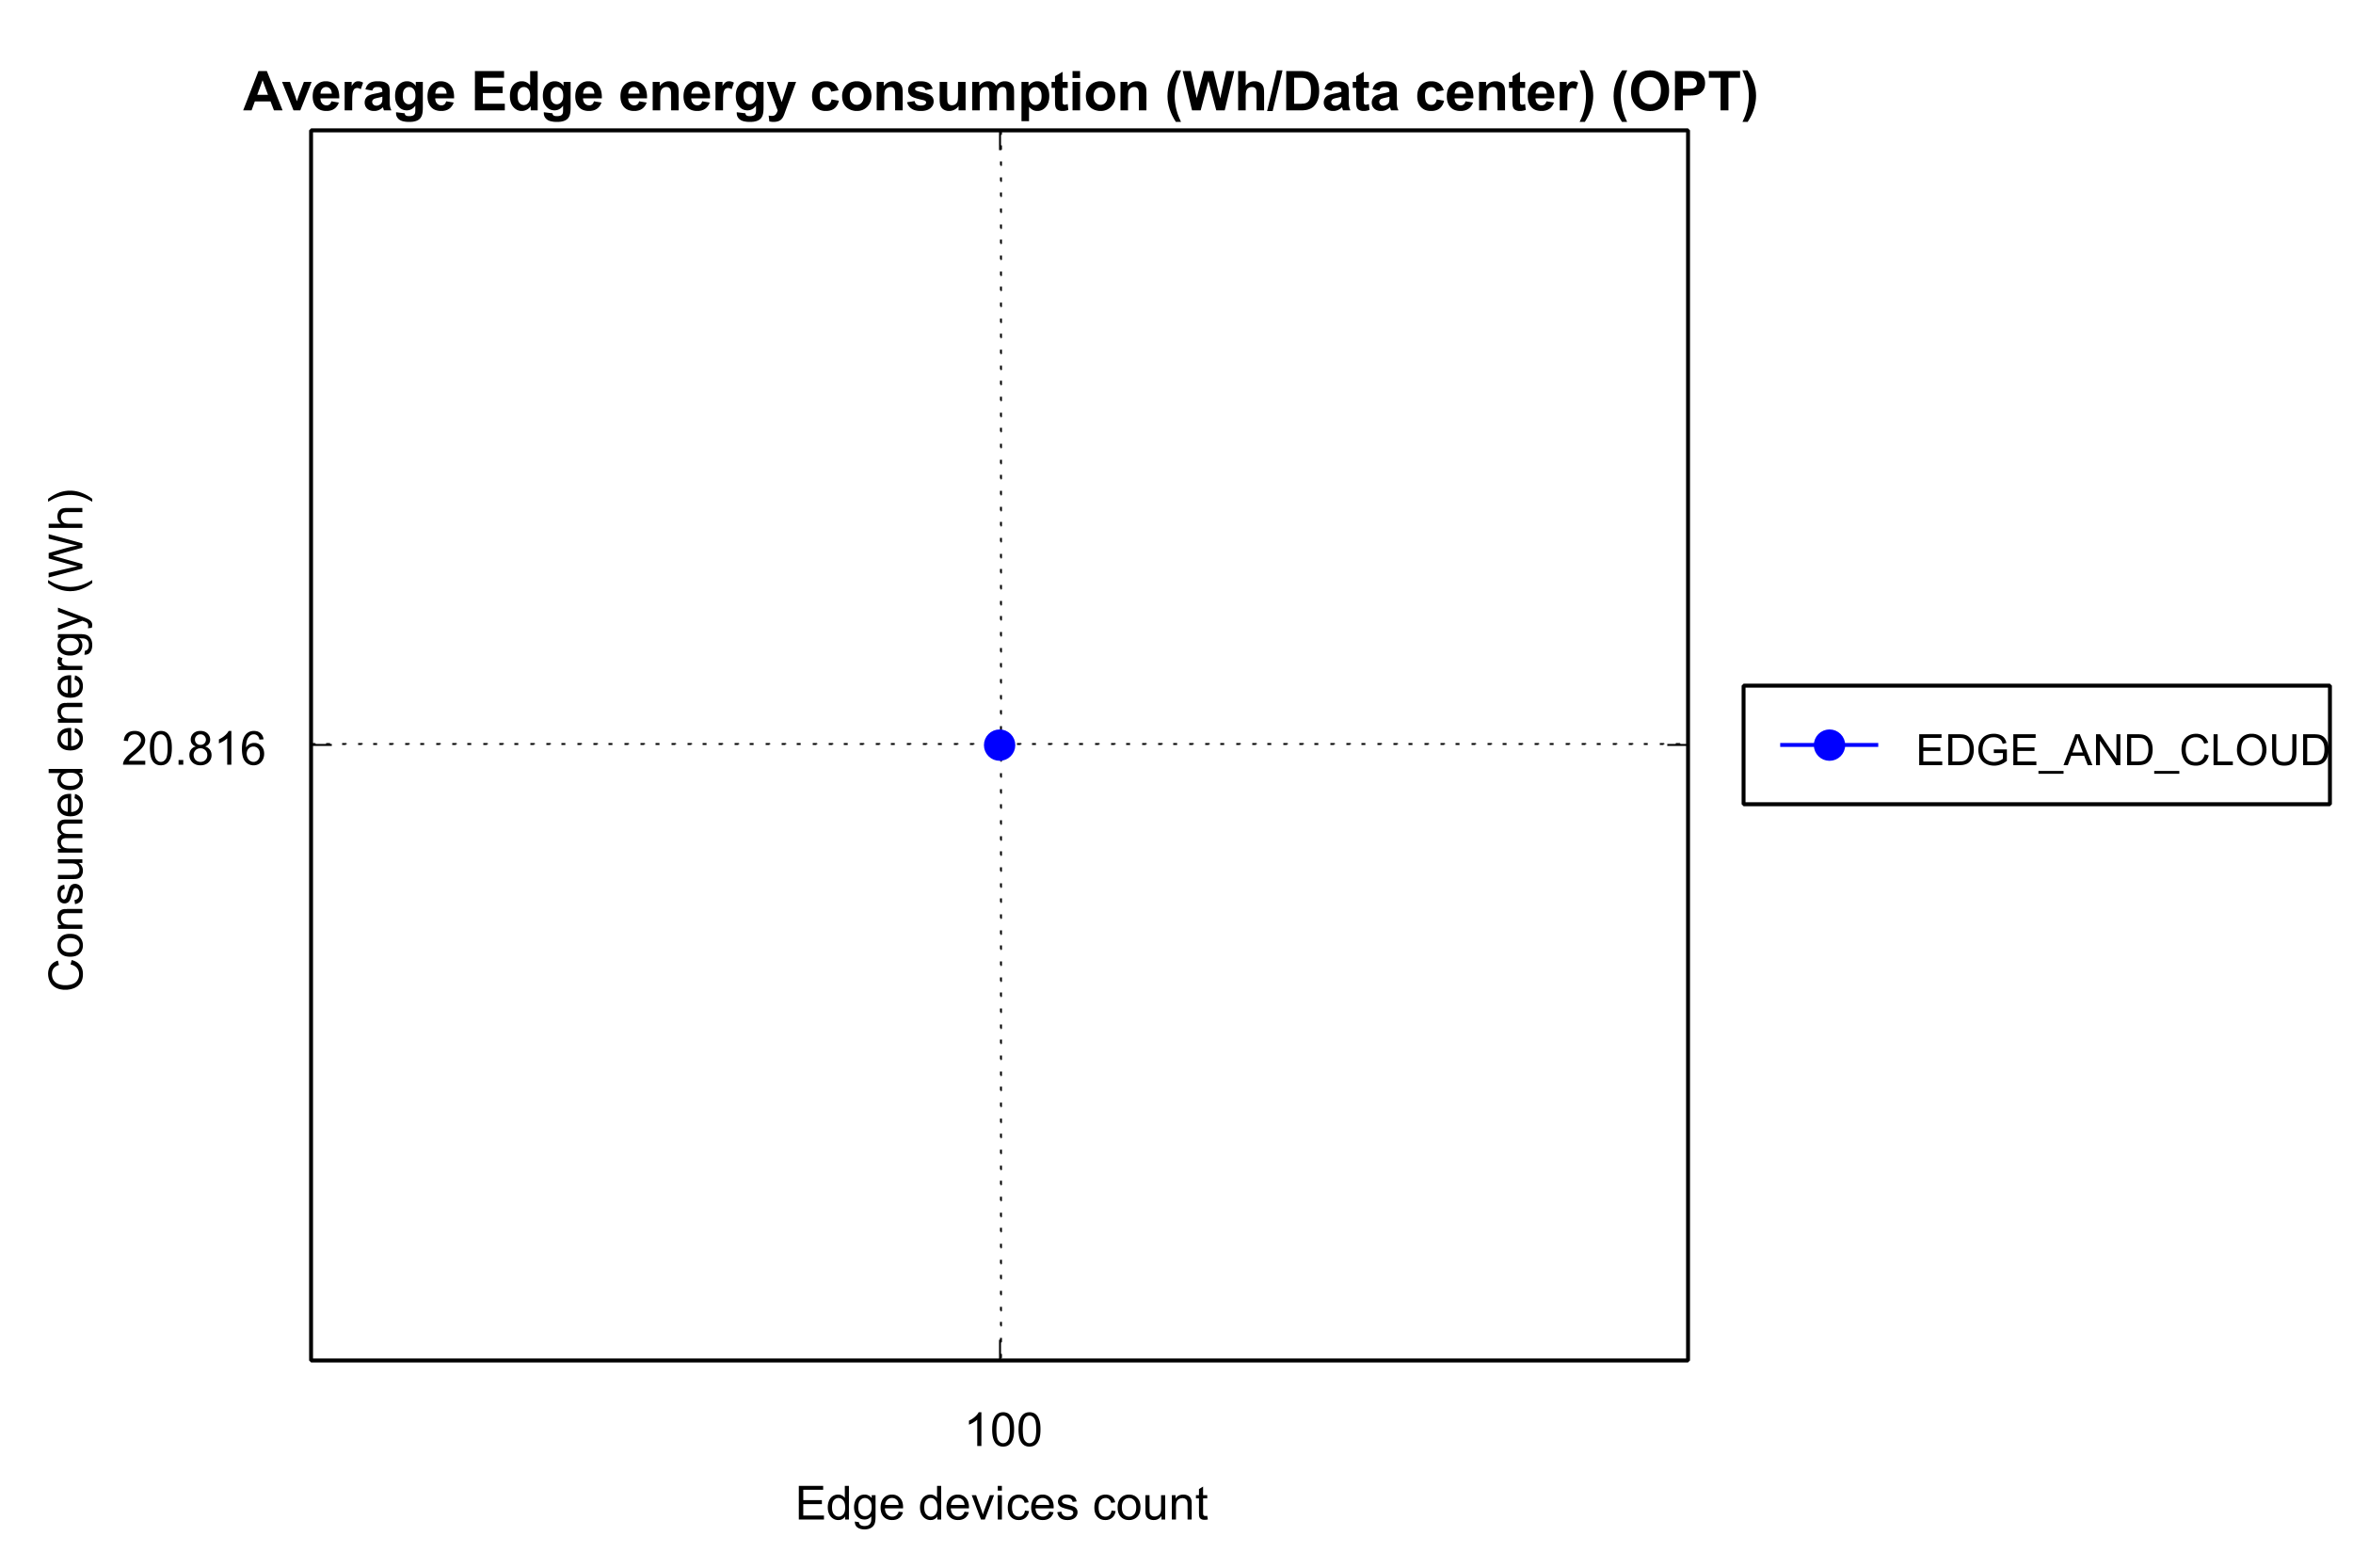 Average Edge energy consumption (Wh/Data center) (OPT)
Consumed energy (Wh)
20.816
EDGE_AND_CLOUD
100
Edge devices count